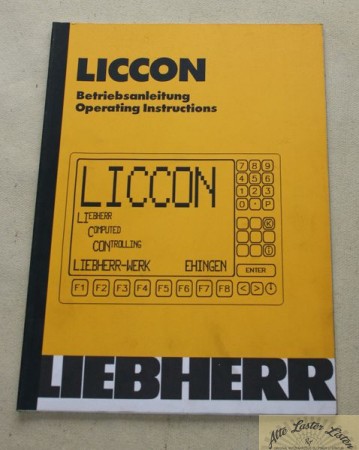 LICCON
Betriebsanleitung
Operating Instructions
LICCON
LIEBHERR
COMPUTED
CONTROLLING
LIEBHERR-WERK EHINGEN
7 8 9
4 5 6
1 2 3
0 · P
ENTER
F1 F2 F3 F4 F5 F6 F7 F8 < > i
LIEBHERR
Alte Laster Listen